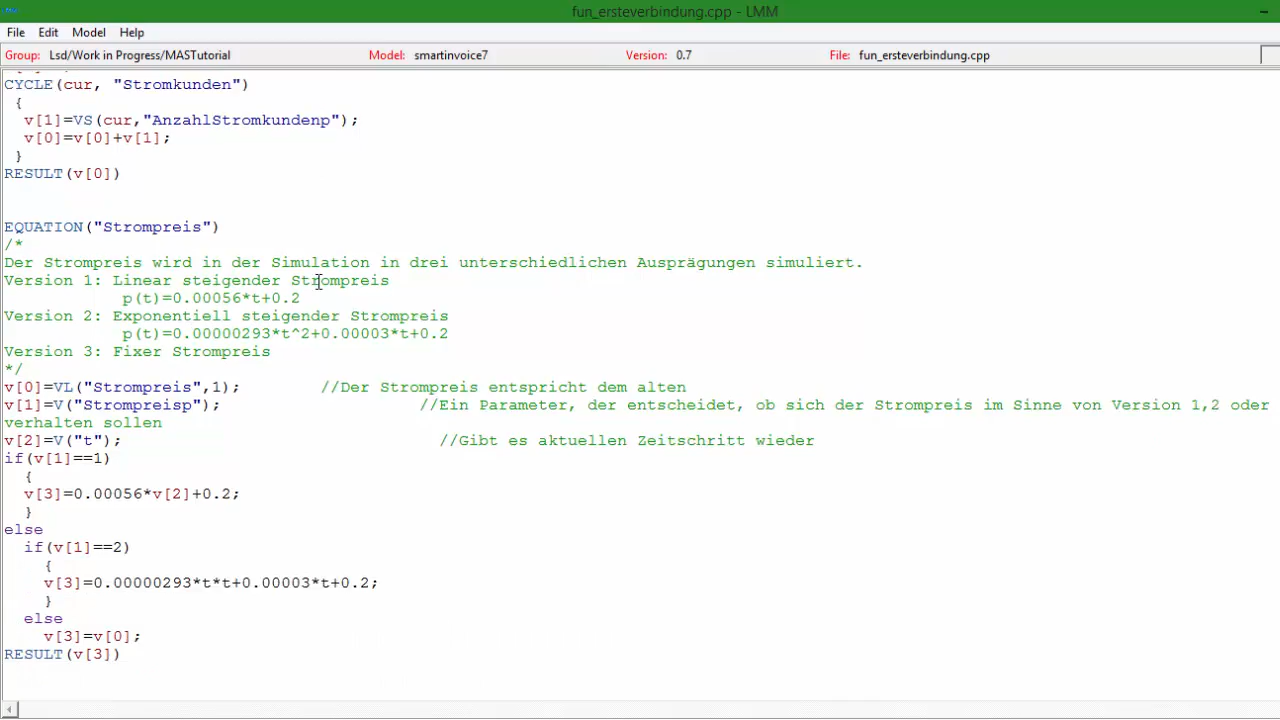 fun_ersteverbindung.cpp - LMM
File Edit Model Help
Group: Lsd/Work in Progress/MASTutorial Model: smartinvoice7 Version: 0.7 File: fun_ersteverbindung.cpp
CYCLE(cur, "Stromkunden")
{
v[1]=VS(cur,"AnzahlStromkundenp");
v[0]=v[0]+v[1];
}
RESULT(v[0])
EQUATION("Strompreis")
/*
Der Strompreis wird in der Simulation in drei unterschiedlichen Ausprägungen simuliert.
Version 1: Linear steigender Strompreis
p(t)=0.00056*t+0.2
Version 2: Exponentiell steigender Strompreis
p(t)=0.00000293*t^2+0.00003*t+0.2
Version 3: Fixer Strompreis
*/
v[0]=VL("Strompreis",1); //Der Strompreis entspricht dem alten
v[1]=V("Strompreisp"); //Ein Parameter, der entscheidet, ob sich der Strompreis im Sinne von Version 1,2 oder
verhalten sollen
v[2]=V("t"); //Gibt es aktuellen Zeitschritt wieder
if(v[1]==1)
{
v[3]=0.00056*v[2]+0.2;
}
else
if(v[1]==2)
{
v[3]=0.00000293*t*t+0.00003*t+0.2;
}
else
v[3]=v[0];
RESULT(v[3])